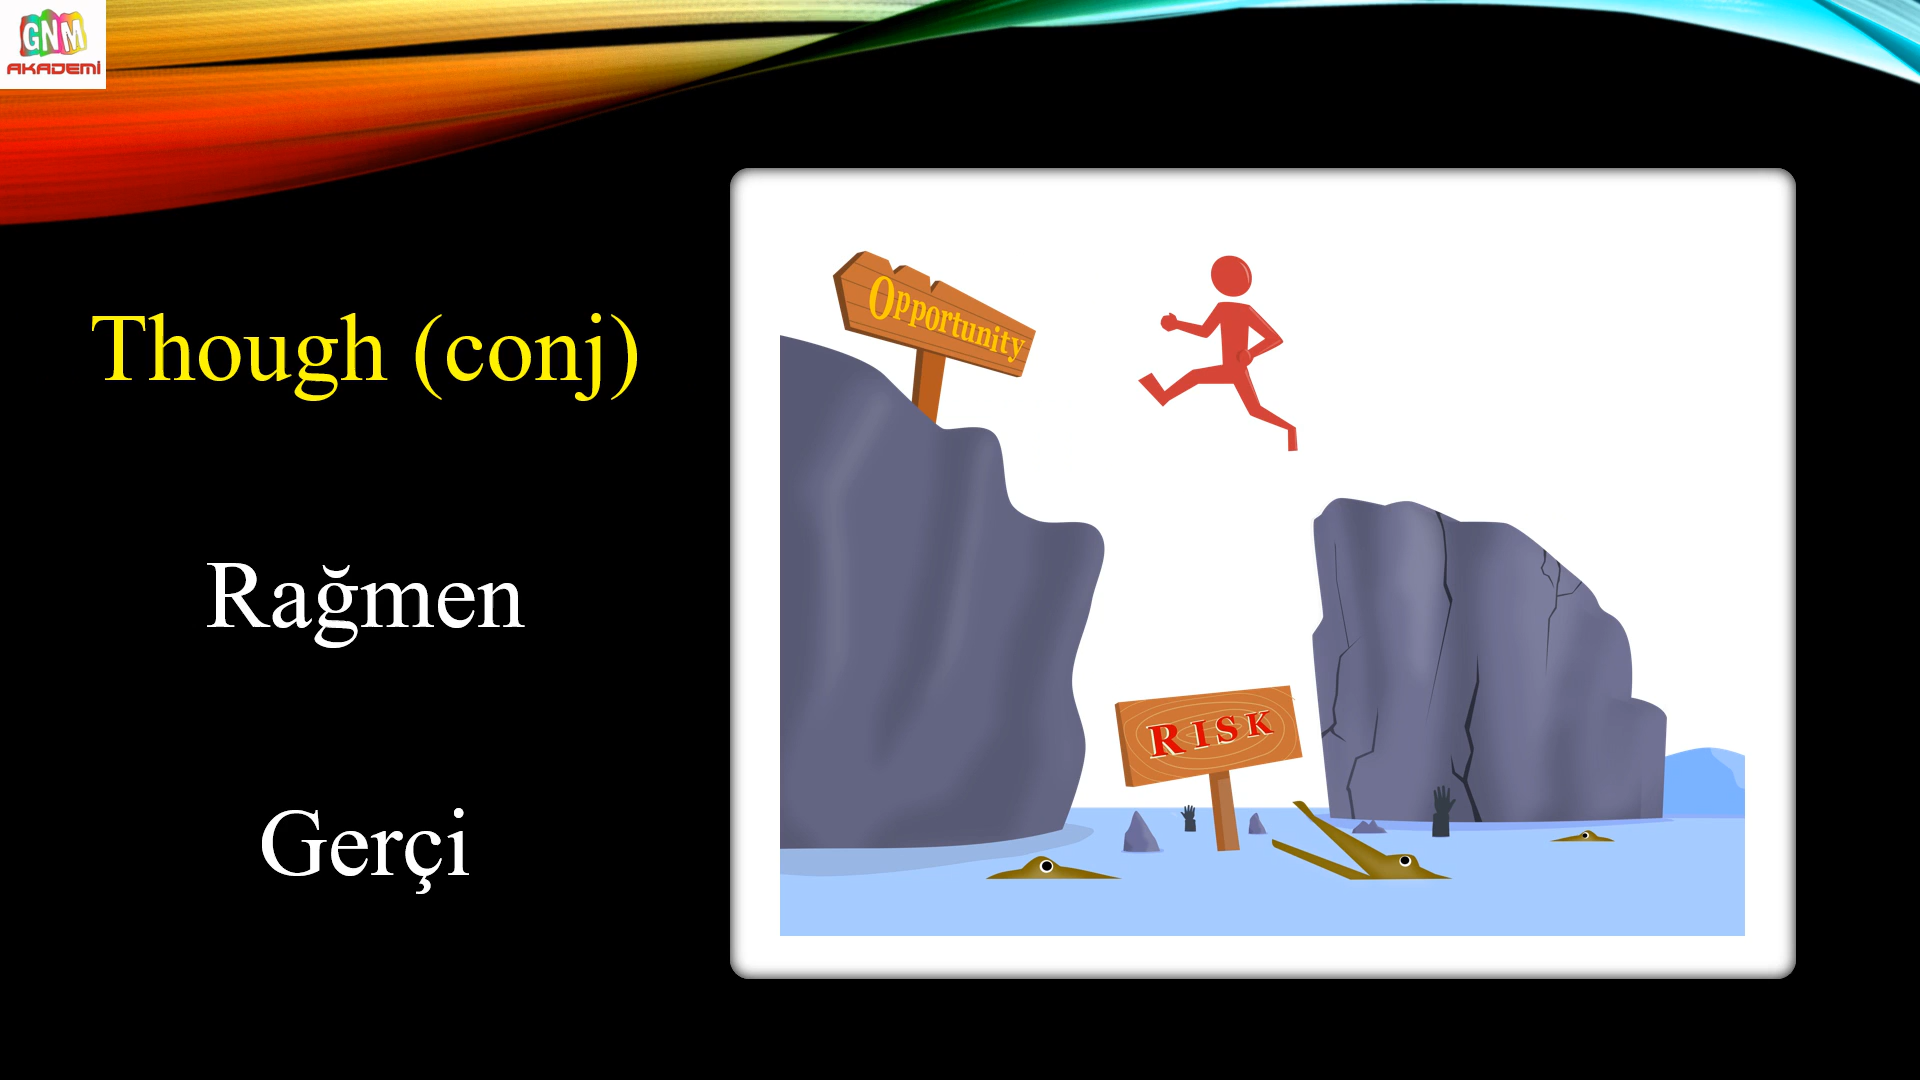 GNM
AKADEMİ
Though (conj)
Rağmen
Gerçi
Opportunity
RISK